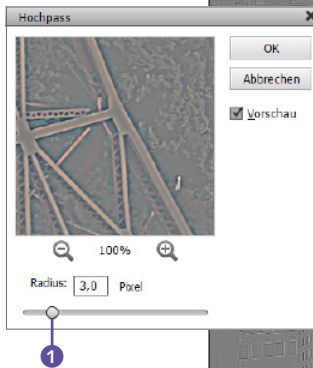 Hochpass
OK
Abbrechen
Vorschau
100%
Radius: 3,0 Pixel
1